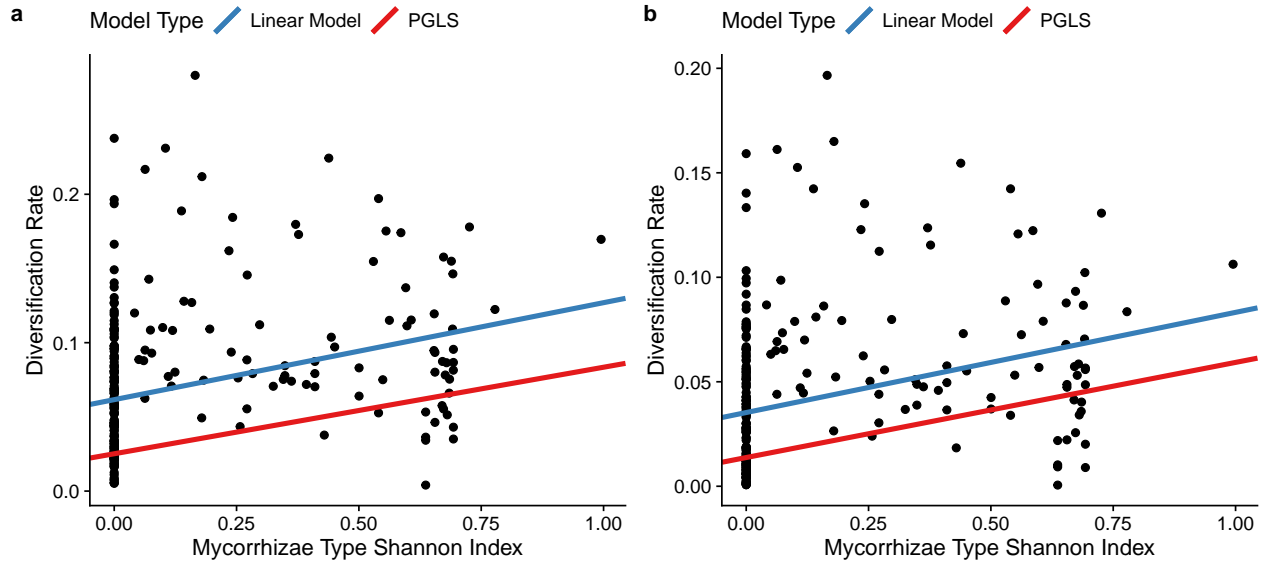 a
Model Type Linear Model PGLS
Diversification Rate
0.2
0.1
0.0
0.00 0.25 0.50 0.75 1.00
Mycorrhizae Type Shannon Index
b
Model Type Linear Model PGLS
Diversification Rate
0.20
0.15
0.10
0.05
0.00
0.00 0.25 0.50 0.75 1.00
Mycorrhizae Type Shannon Index